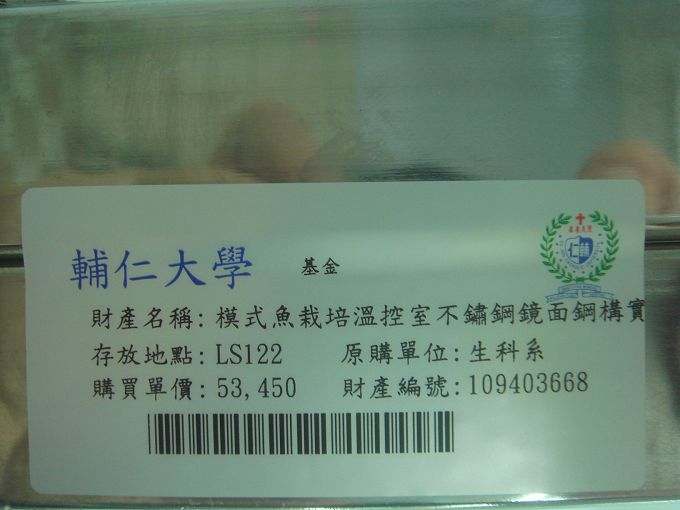 輔仁大學 基金
財產名稱: 模式魚栽培溫控室不鏽鋼鏡面鋼構實
存放地點: LS122 原購單位: 生科系
購買單價: 53,450 財產編號: 109403668